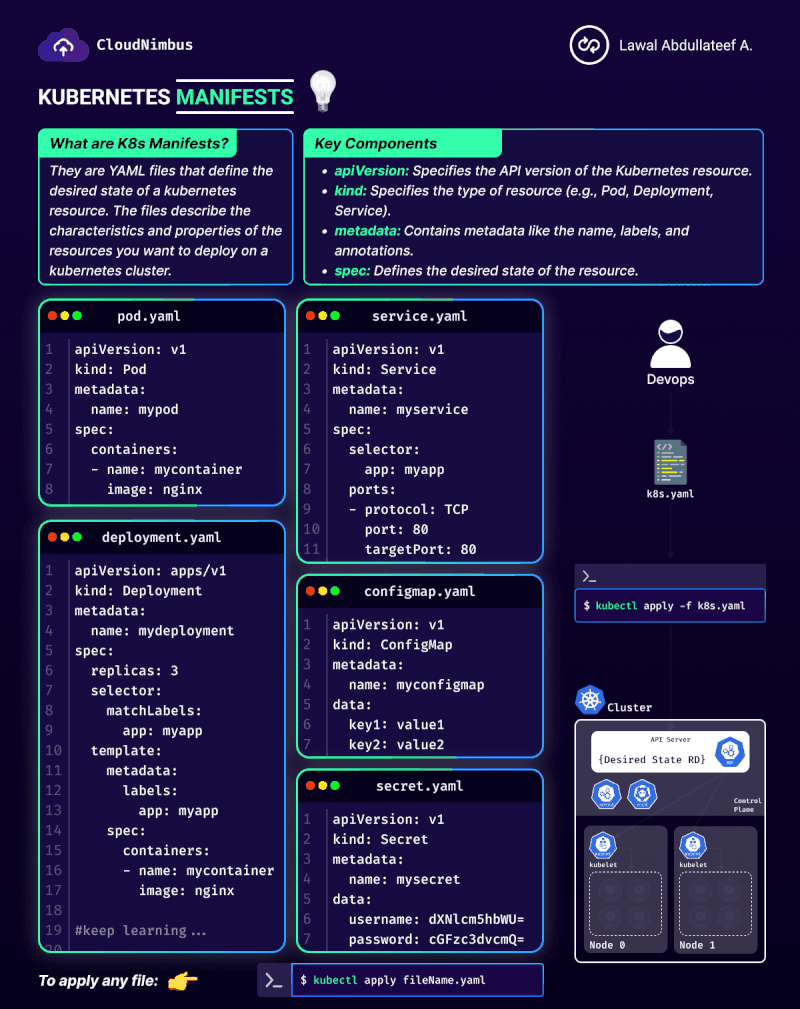 CloudNimbus
Lawal Abdullateef A.
KUBERNETES MANIFESTS
What are K8s Manifests?
They are YAML files that define the
desired state of a kubernetes
resource. The files describe the
characteristics and properties of the
resources you want to deploy on a
kubernetes cluster.
Key Components
• apiVersion: Specifies the API version of the Kubernetes resource.
• kind: Specifies the type of resource (e.g., Pod, Deployment,
Service).
• metadata: Contains metadata like the name, labels, and
annotations.
• spec: Defines the desired state of the resource.
pod.yaml
1 apiVersion: v1
2 kind: Pod
3 metadata:
4   name: mypod
5 spec:
6   containers:
7   - name: mycontainer
8     image: nginx
service.yaml
1 apiVersion: v1
2 kind: Service
3 metadata:
4   name: myservice
5 spec:
6   selector:
7     app: myapp
8   ports:
9   - protocol: TCP
10     port: 80
11     targetPort: 80
deployment.yaml
1 apiVersion: apps/v1
2 kind: Deployment
3 metadata:
4   name: mydeployment
5 spec:
6   replicas: 3
7   selector:
8     matchLabels:
9       app: myapp
10   template:
11     metadata:
12       labels:
13         app: myapp
14     spec:
15       containers:
16       - name: mycontainer
17         image: nginx
18
19 #keep learning...
20
configmap.yaml
1 apiVersion: v1
2 kind: ConfigMap
3 metadata:
4   name: myconfigmap
5 data:
6   key1: value1
7   key2: value2
secret.yaml
1 apiVersion: v1
2 kind: Secret
3 metadata:
4   name: mysecret
5 data:
6   username: dXNlcm5hbWU=
7   password: cGFzc3dvcmQ=
Devops
</>
k8s.yaml
>_
$ kubectl apply -f k8s.yaml
Cluster
API Server
{Desired State RD}
Control
Plane
kubelet
kubelet
Node 0
Node 1
To apply any file:
>_
$ kubectl apply fileName.yaml